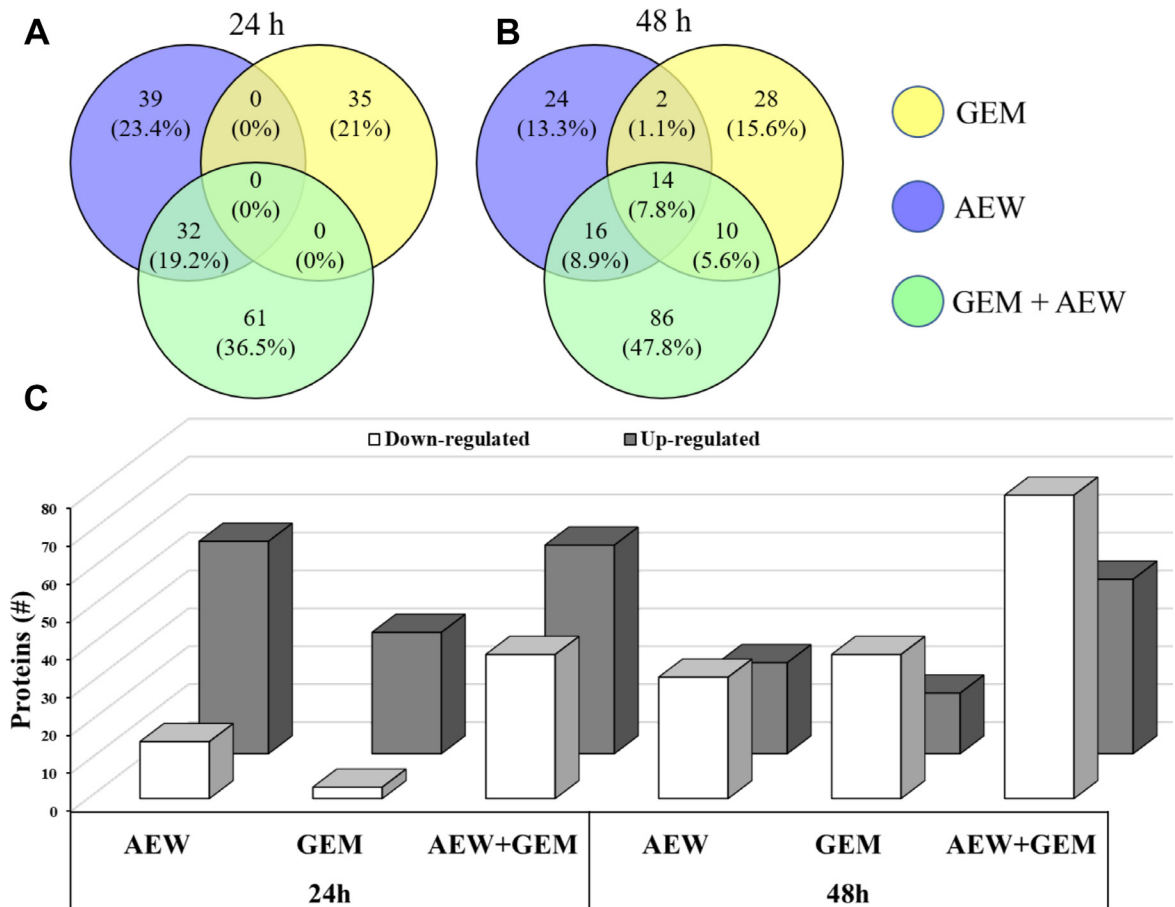 A
24 h
39
(23.4%)
0
(0%)
35
(21%)
0
(0%)
32
(19.2%)
0
(0%)
61
(36.5%)
B
48 h
24
(13.3%)
2
(1.1%)
28
(15.6%)
14
(7.8%)
16
(8.9%)
10
(5.6%)
86
(47.8%)
GEM
AEW
GEM + AEW
C
Down-regulated
Up-regulated
Proteins (#)
80
70
60
50
40
30
20
10
0
AEW
GEM
AEW+GEM
AEW
GEM
AEW+GEM
24h
48h